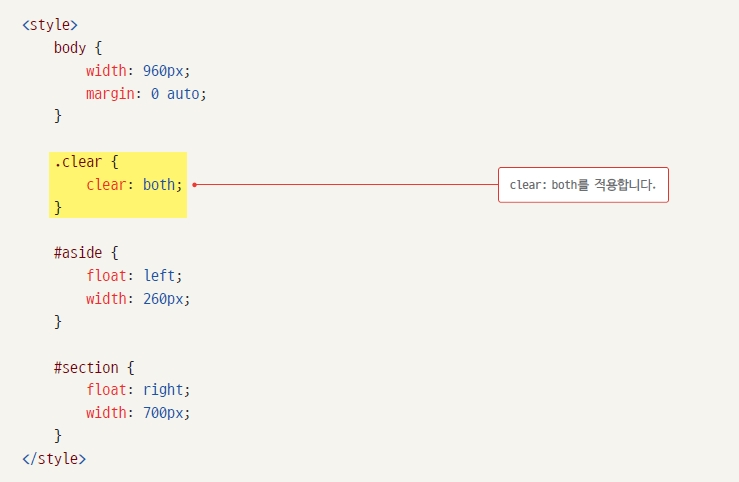 <style>
body {
width: 960px;
margin: 0 auto;
}
.clear {
clear: both;
}
clear: both를 적용합니다.
#aside {
float: left;
width: 260px;
}
#section {
float: right;
width: 700px;
}
</style>